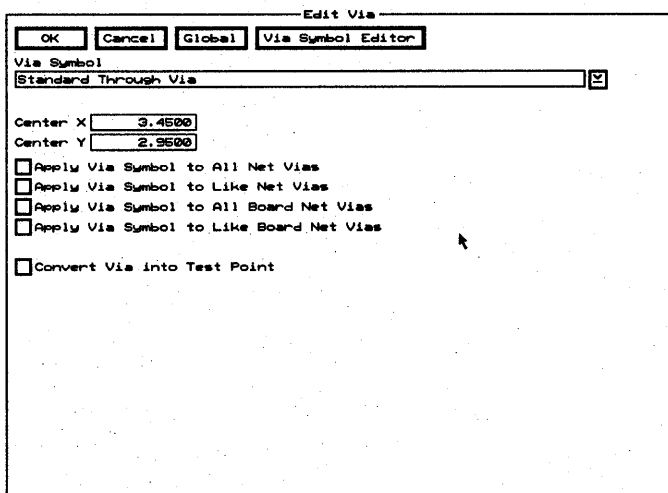 Edit Via
OK Cancel Global Via Symbol Editor
Via Symbol
Standard Through Via
Center X 3.4500
Center Y 2.9500
Apply Via Symbol to All Net Vias
Apply Via Symbol to Like Net Vias
Apply Via Symbol to All Board Net Vias
Apply Via Symbol to Like Board Net Vias
Convert Via into Test Point